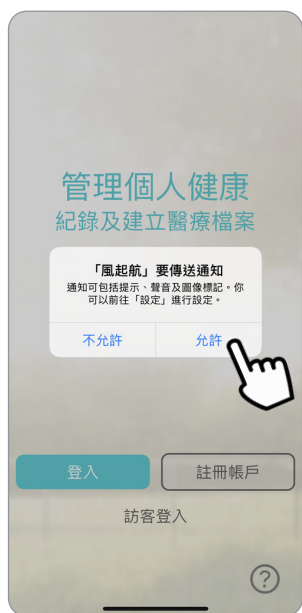 管理個人健康
紀錄及建立醫療檔案
「風起航」要傳送通知
通知可包括提示、聲音及圖像標記。你
可以前往「設定」進行設定。
不允許
允許
登入
註冊帳戶
訪客登入
?